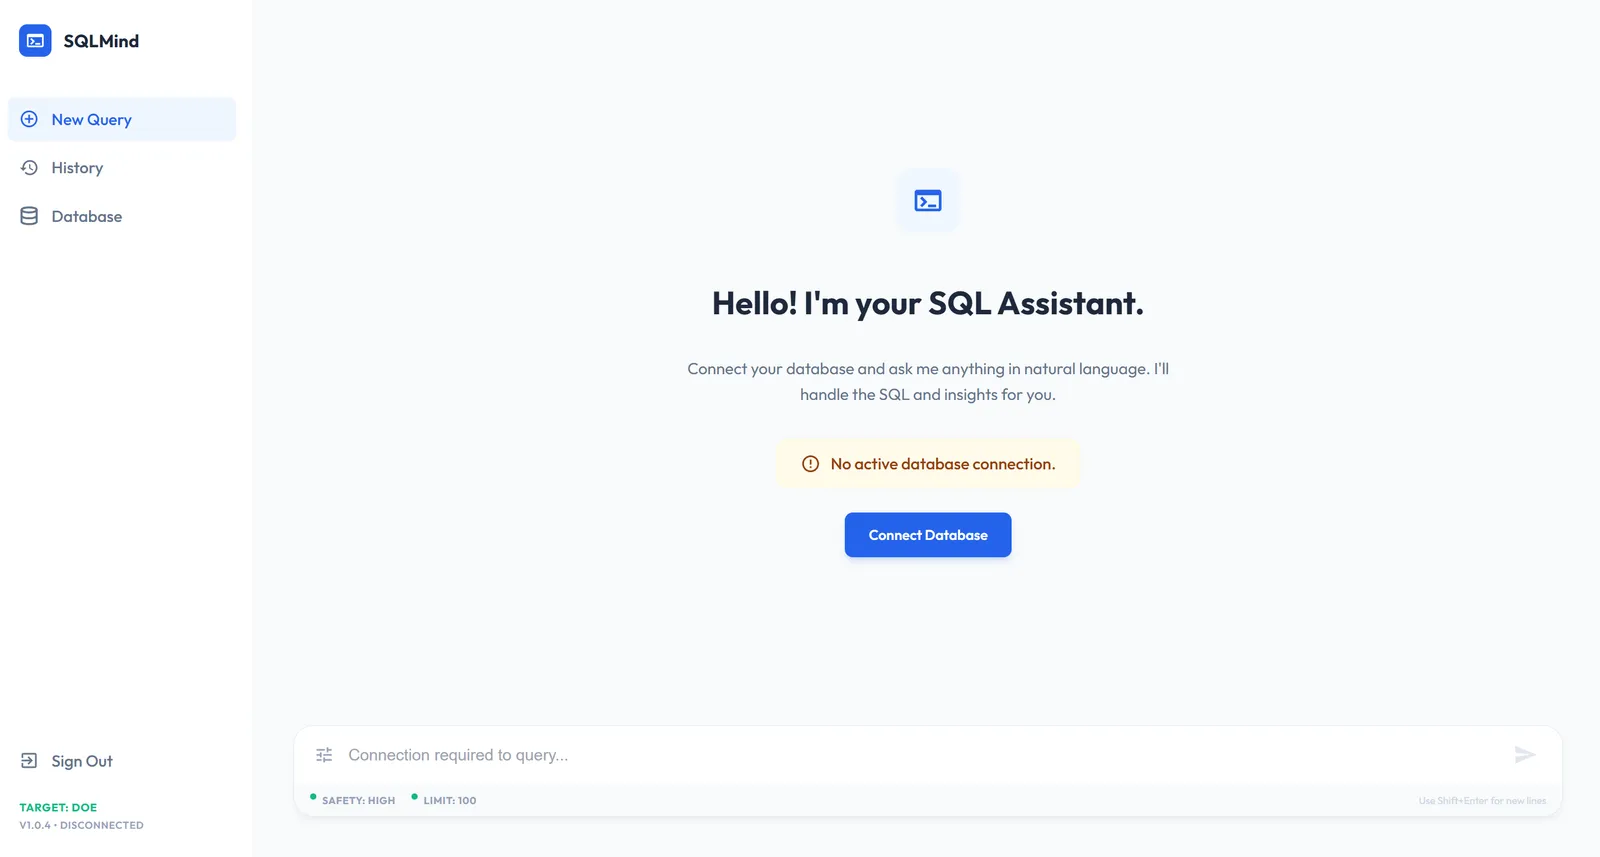 SQLMind
New Query
History
Database
Sign Out
TARGET: DOE
V1.0.4 • DISCONNECTED
Hello! I'm your SQL Assistant.
Connect your database and ask me anything in natural language. I'll
handle the SQL and insights for you.
No active database connection.
Connect Database
Connection required to query...
SAFETY: HIGH
LIMIT: 100
Use Shift+Enter for new lines